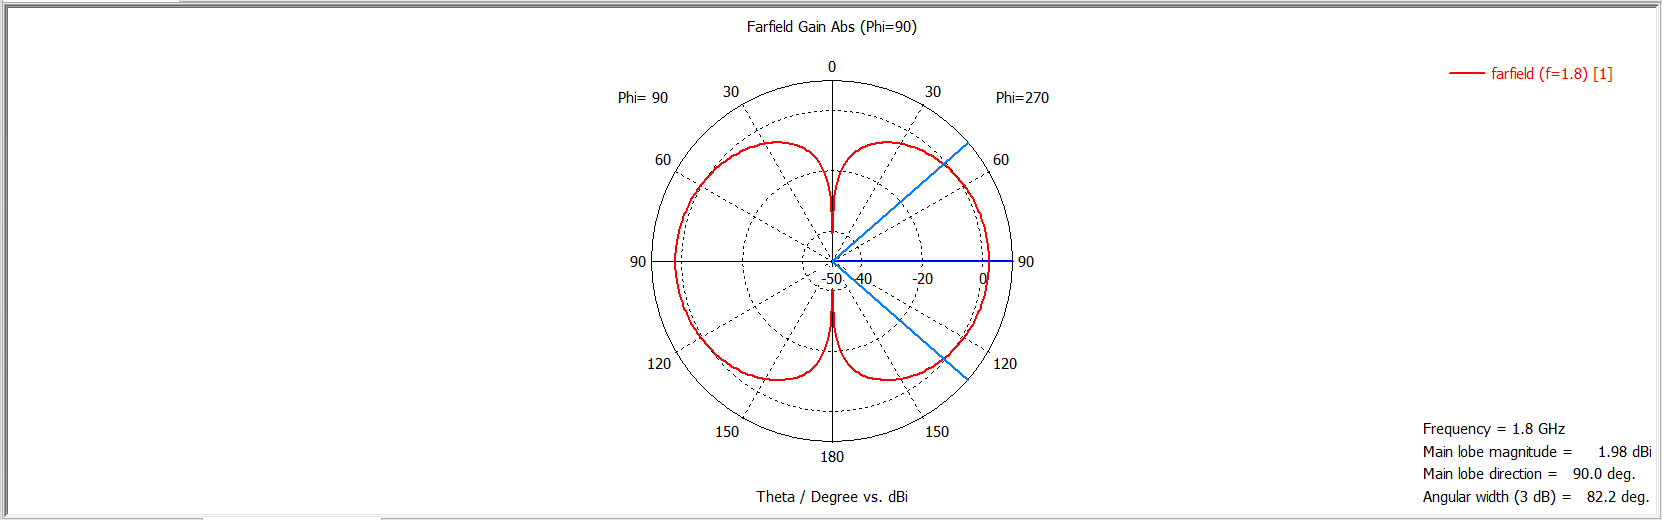 Farfield Gain Abs (Phi=90)
farfield (f=1.8) [1]
0
30
30
Phi= 90
Phi=270
60
60
90
90
-50
-40
-20
0
120
120
150
150
180
Theta / Degree vs. dBi
Frequency = 1.8 GHz
Main lobe magnitude = 1.98 dBi
Main lobe direction = 90.0 deg.
Angular width (3 dB) = 82.2 deg.